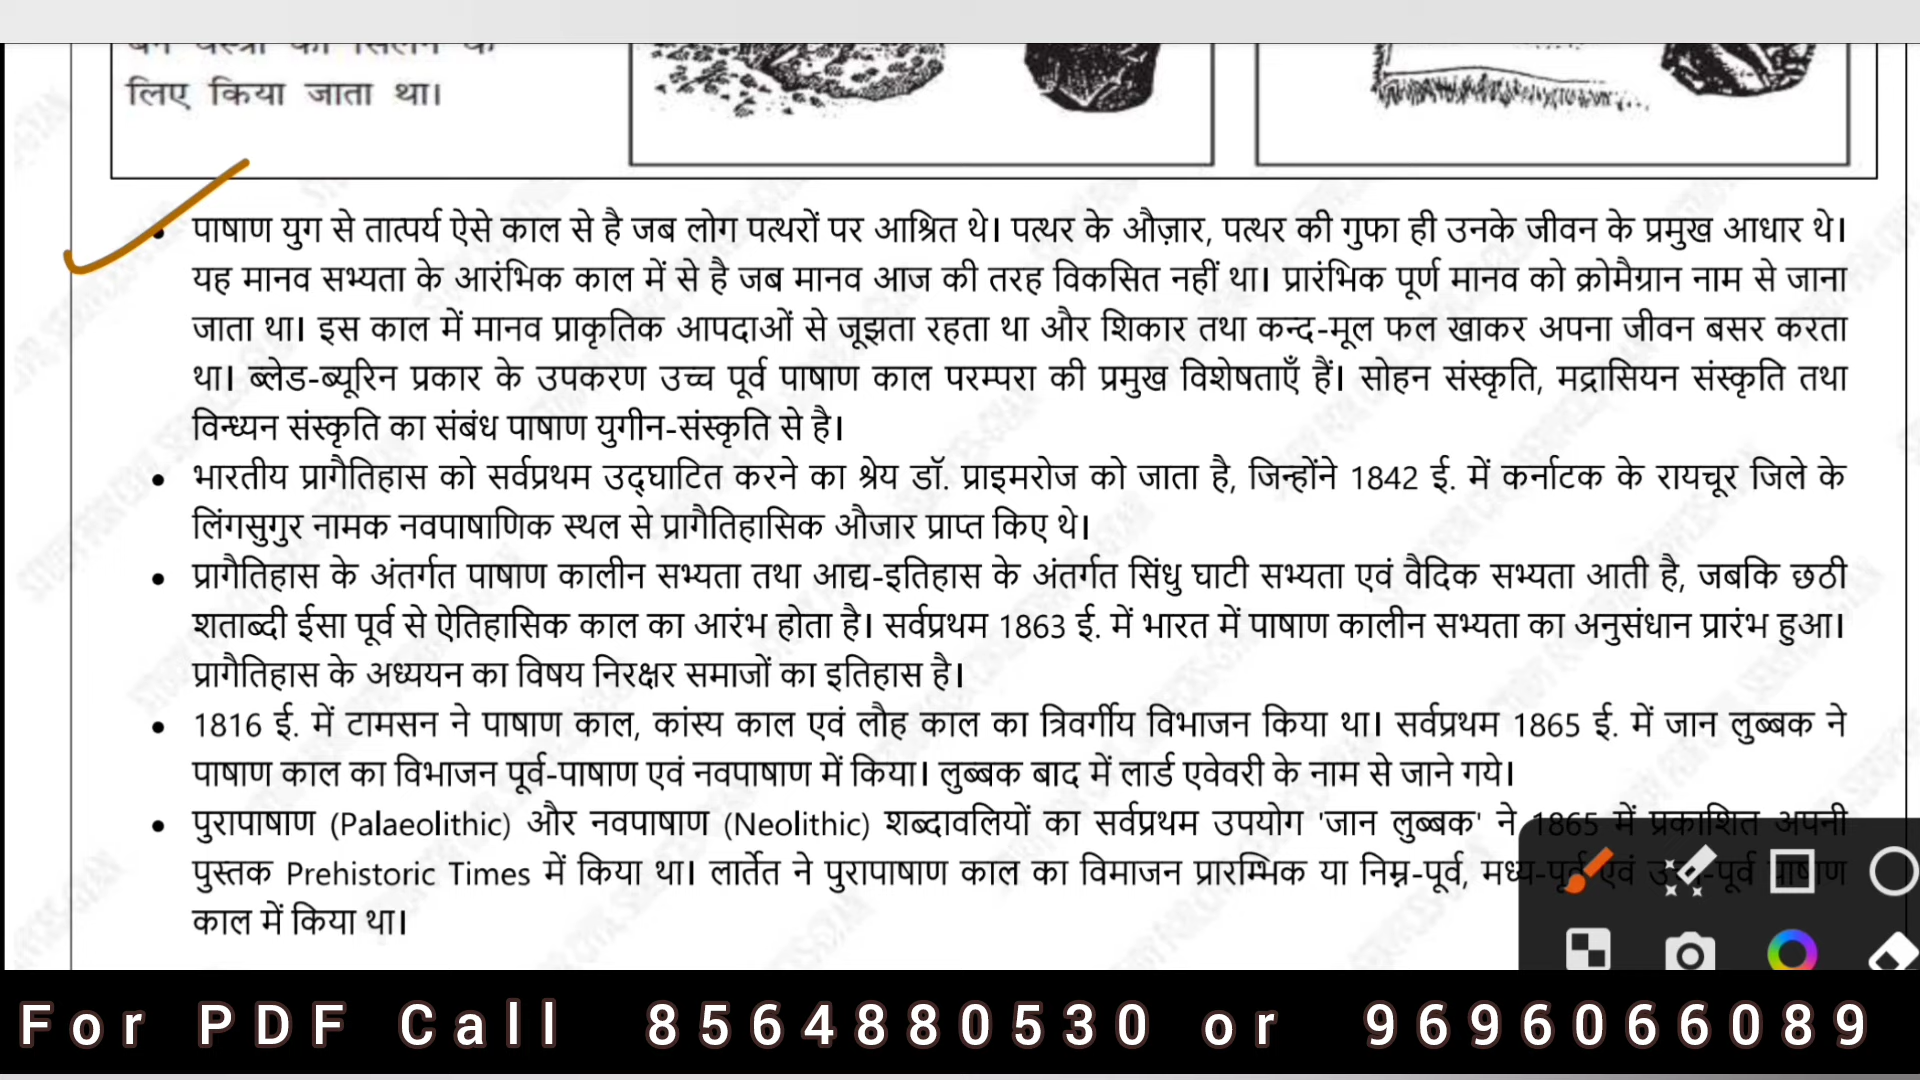 लिए किया जाता था।
पाषाण युग से तात्पर्य ऐसे काल से है जब लोग पत्थरों पर आश्रित थे। पत्थर के औज़ार, पत्थर की गुफा ही उनके जीवन के प्रमुख आधार थे।
यह मानव सभ्यता के आरंभिक काल में से है जब मानव आज की तरह विकसित नहीं था। प्रारंभिक पूर्ण मानव को क्रोमैग्रान नाम से जाना
जाता था। इस काल में मानव प्राकृतिक आपदाओं से जूझता रहता था और शिकार तथा कन्द-मूल फल खाकर अपना जीवन बसर करता
था। ब्लेड-ब्यूरिन प्रकार के उपकरण उच्च पूर्व पाषाण काल परम्परा की प्रमुख विशेषताएँ हैं। सोहन संस्कृति, मद्रासियन संस्कृति तथा
विन्ध्यन संस्कृति का संबंध पाषाण युगीन-संस्कृति से है।
भारतीय प्रागैतिहास को सर्वप्रथम उद्घाटित करने का श्रेय डॉ. प्राइमरोज को जाता है, जिन्होंने 1842 ई. में कर्नाटक के रायचूर जिले के
लिंगसुगुर नामक नवपाषाणिक स्थल से प्रागैतिहासिक औजार प्राप्त किए थे।
प्रागैतिहास के अंतर्गत पाषाण कालीन सभ्यता तथा आद्य-इतिहास के अंतर्गत सिंधु घाटी सभ्यता एवं वैदिक सभ्यता आती है, जबकि छठी
शताब्दी ईसा पूर्व से ऐतिहासिक काल का आरंभ होता है। सर्वप्रथम 1863 ई. में भारत में पाषाण कालीन सभ्यता का अनुसंधान प्रारंभ हुआ।
प्रागैतिहास के अध्ययन का विषय निरक्षर समाजों का इतिहास है।
1816 ई. में टामसन ने पाषाण काल, कांस्य काल एवं लौह काल का त्रिवर्गीय विभाजन किया था। सर्वप्रथम 1865 ई. में जान लुब्बक ने
पाषाण काल का विभाजन पूर्व-पाषाण एवं नवपाषाण में किया। लुब्बक बाद में लार्ड एवेवरी के नाम से जाने गये।
पुरापाषाण (Palaeolithic) और नवपाषाण (Neolithic) शब्दावलियों का सर्वप्रथम उपयोग 'जान लुब्बक' ने 1865 में प्रकाशित अपनी
पुस्तक Prehistoric Times में किया था। लार्तेत ने पुरापाषाण काल का विमाजन प्रारम्भिक या निम्न-पूर्व, मध्य-पूर्व एवं -पूर्व पाषाण
काल में किया था।
For PDF Call 8564880530 or 9696066089